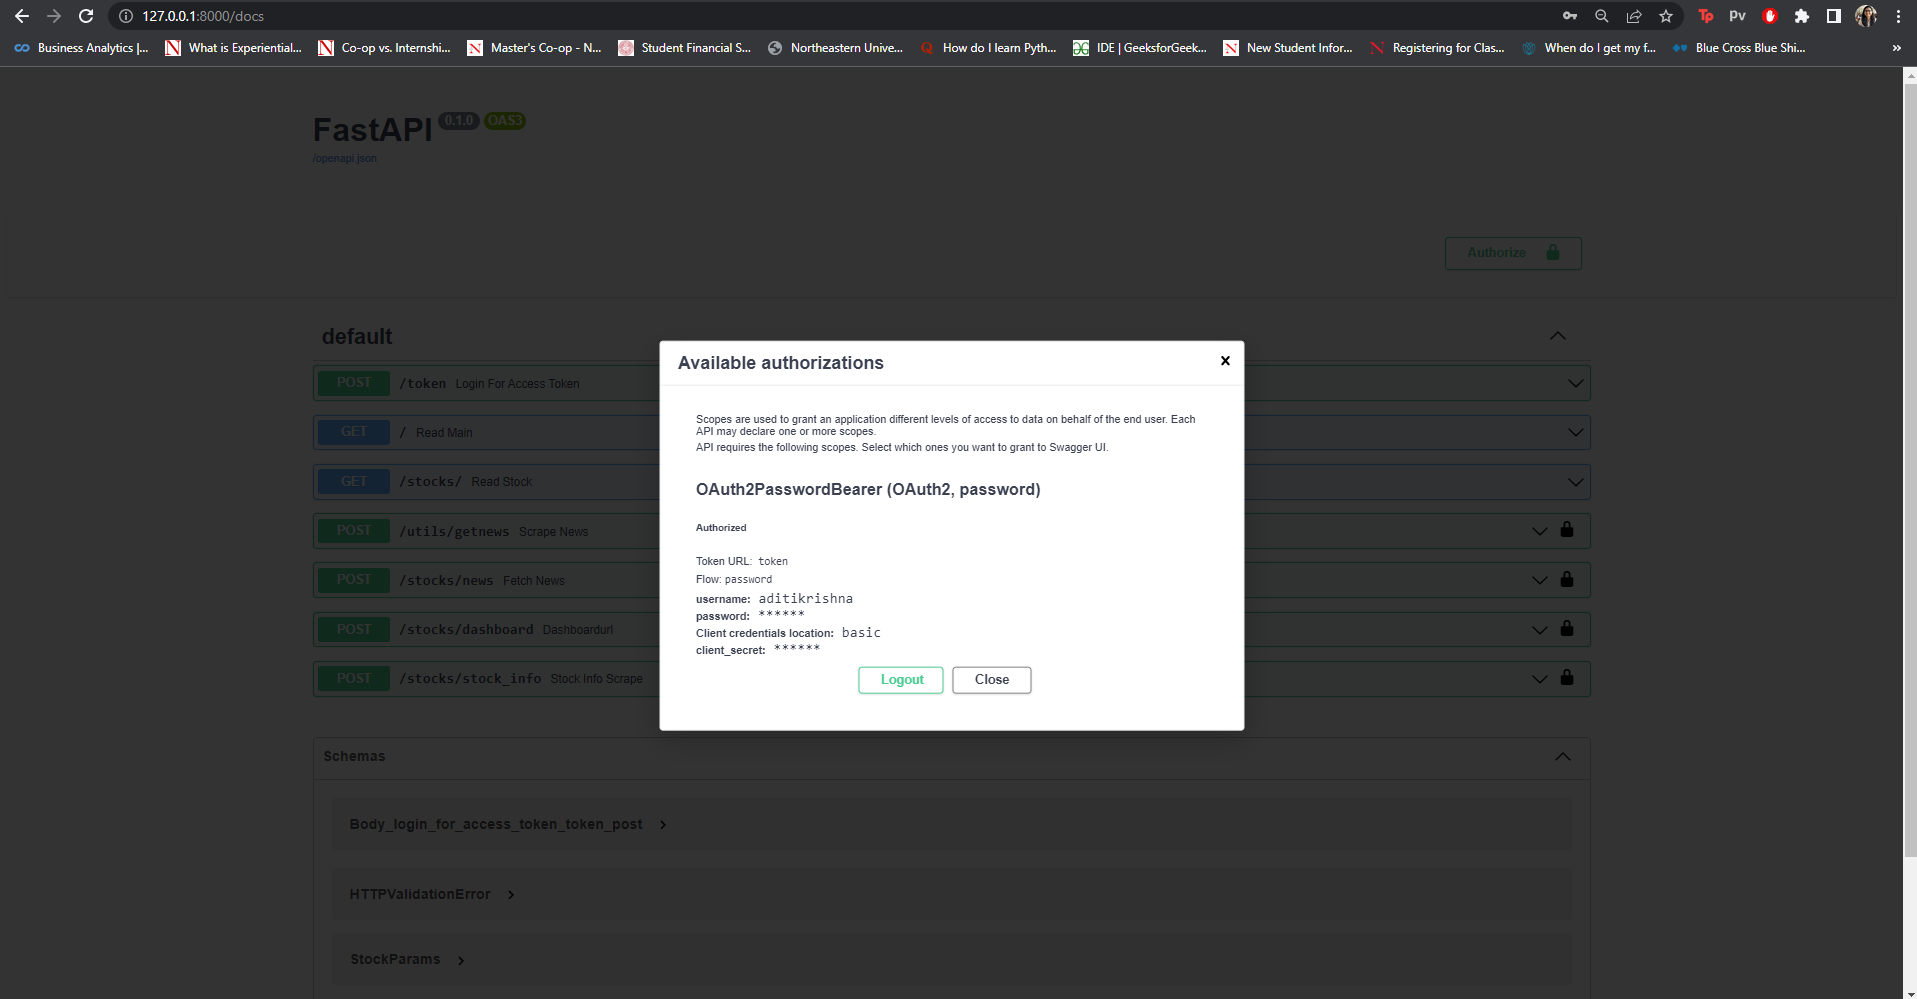 127.0.0.1:8000/docs
Business Analytics |... What is Experiential... Co-op vs. Internshi... Master's Co-op - N... Student Financial S... Northeastern Unive... How do I learn Pyth... IDE | GeeksforGeek... New Student Infor... Registering for Clas... When do I get my f... Blue Cross Blue Shi... »
FastAPI 0.1.0 OAS3
/openapi.json
Authorize
default
POST /token Login For Access Token
GET / Read Main
GET /stocks/ Read Stock
POST /utils/getnews Scrape News
POST /stocks/news Fetch News
POST /stocks/dashboard Dashboardurl
POST /stocks/stock_info Stock Info Scrape
Available authorizations
Scopes are used to grant an application different levels of access to data on behalf of the end user. Each
API may declare one or more scopes.
API requires the following scopes. Select which ones you want to grant to Swagger UI.
OAuth2PasswordBearer (OAuth2, password)
Authorized
Token URL: token
Flow: password
username: aditikrishna
password: ******
Client credentials location: basic
client_secret: ******
Logout Close
Schemas
Body_login_for_access_token_token_post
HTTPValidationError
StockParams